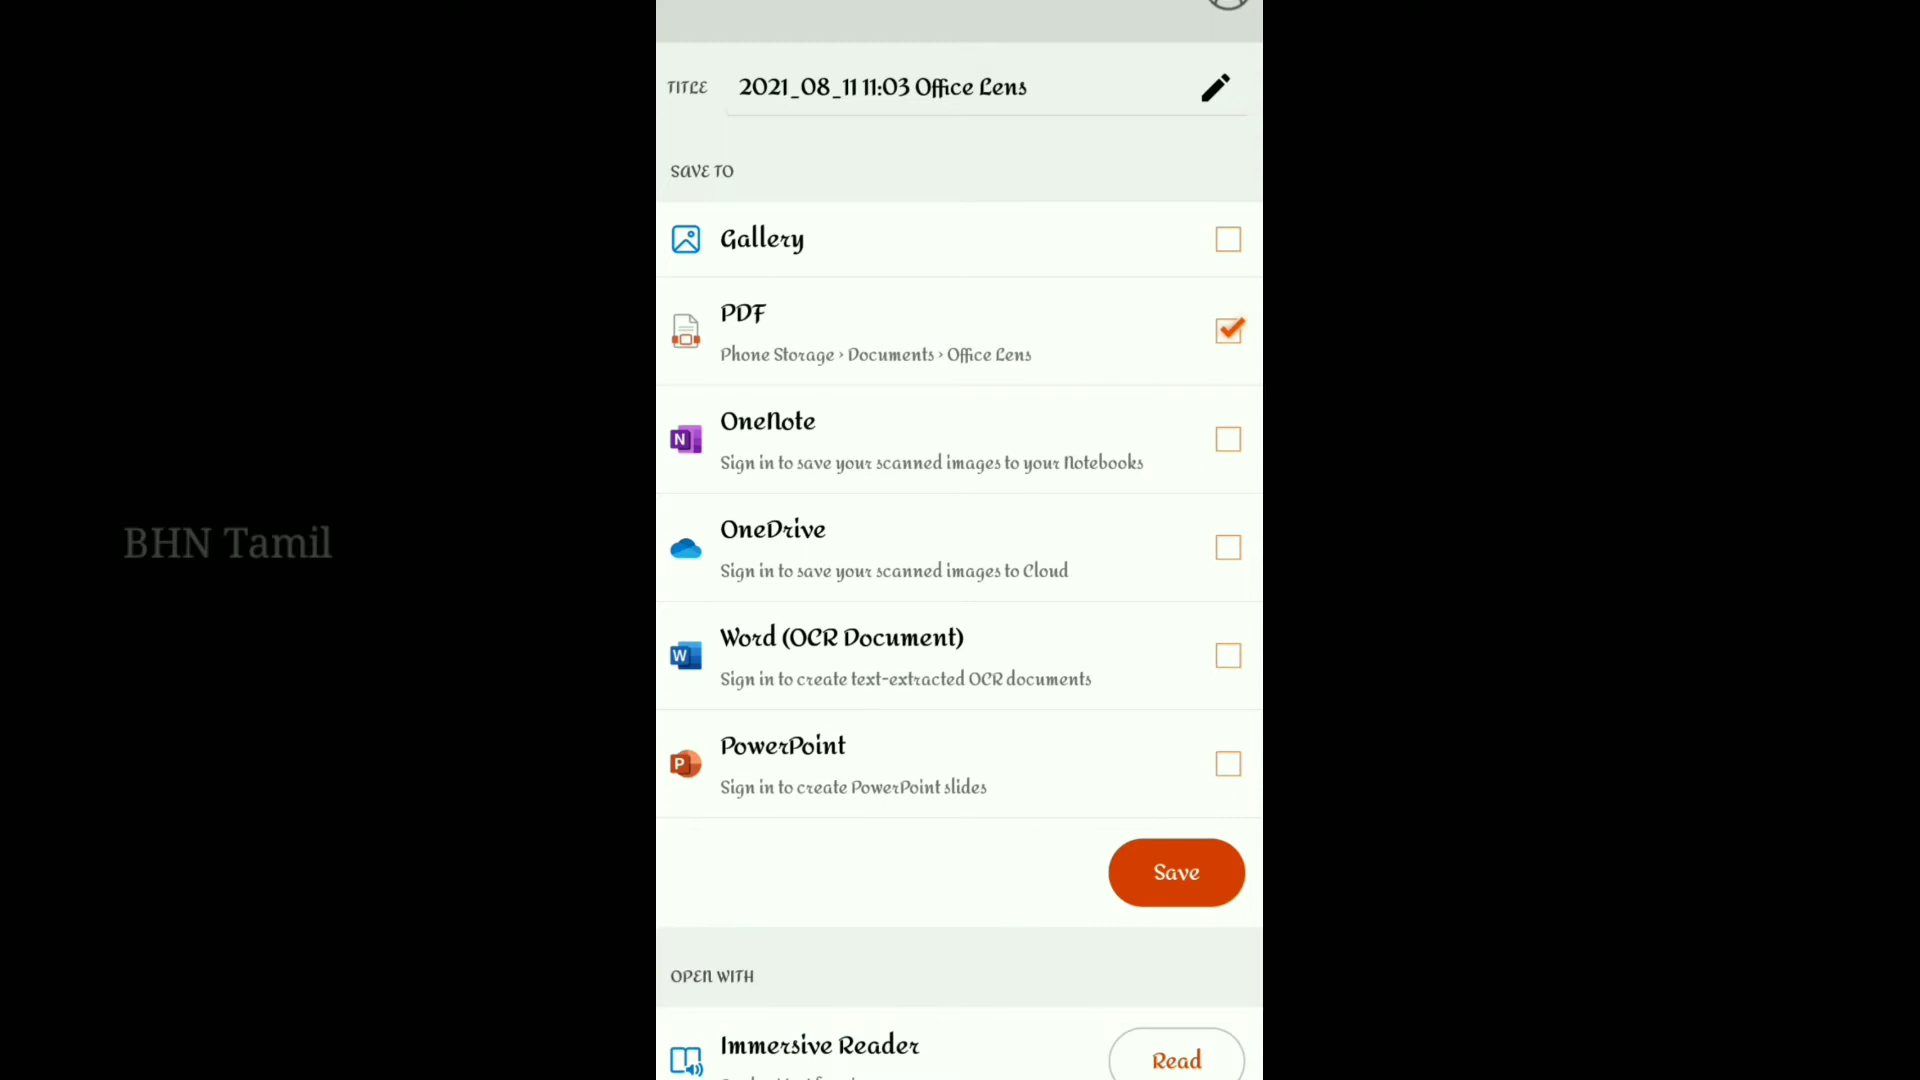 TITLE 2021_08_11 11:03 Office Lens
SAVE TO
Gallery
PDF
Phone Storage > Documents > Office Lens
OneNote
Sign in to save your scanned images to your Notebooks
OneDrive
Sign in to save your scanned images to Cloud
Word (OCR Document)
Sign in to create text-extracted OCR documents
PowerPoint
Sign in to create PowerPoint slides
Save
OPEN WITH
Immersive Reader
Read
BHN Tamil